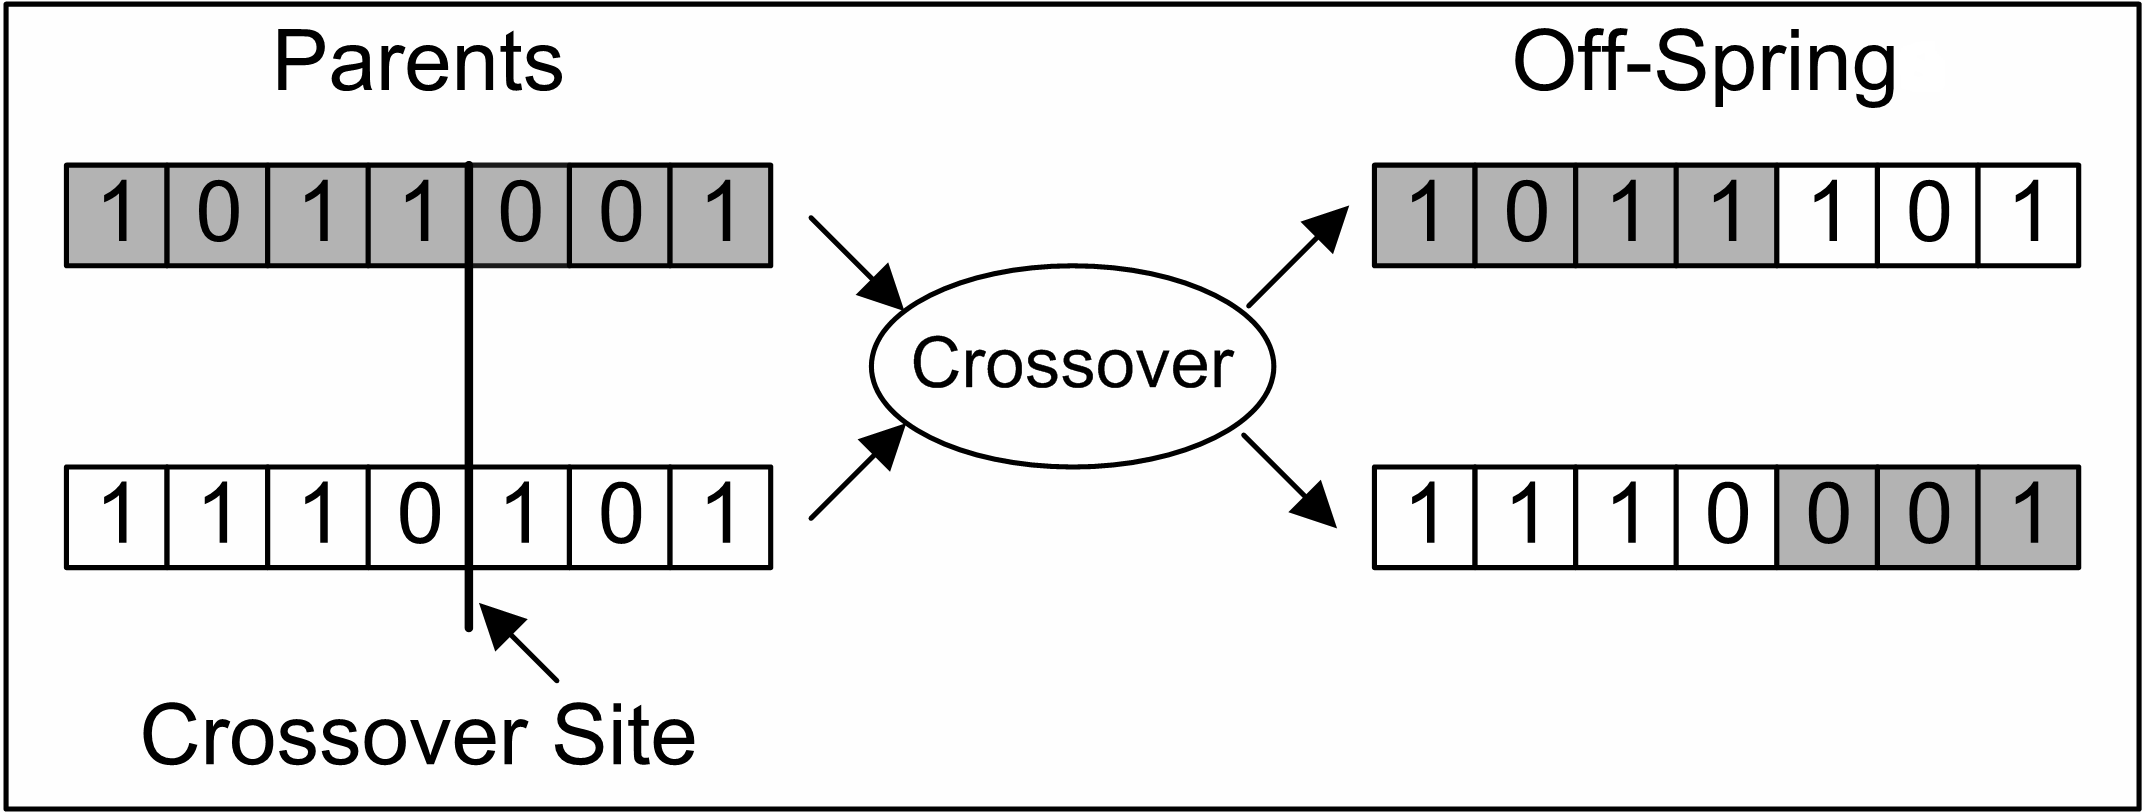 Parents Off-Spring
1 0 1 1 0 0 1 1 0 1 1 1 0 1
Crossover
1 1 1 0 1 0 1 1 1 1 0 0 0 1
Crossover Site